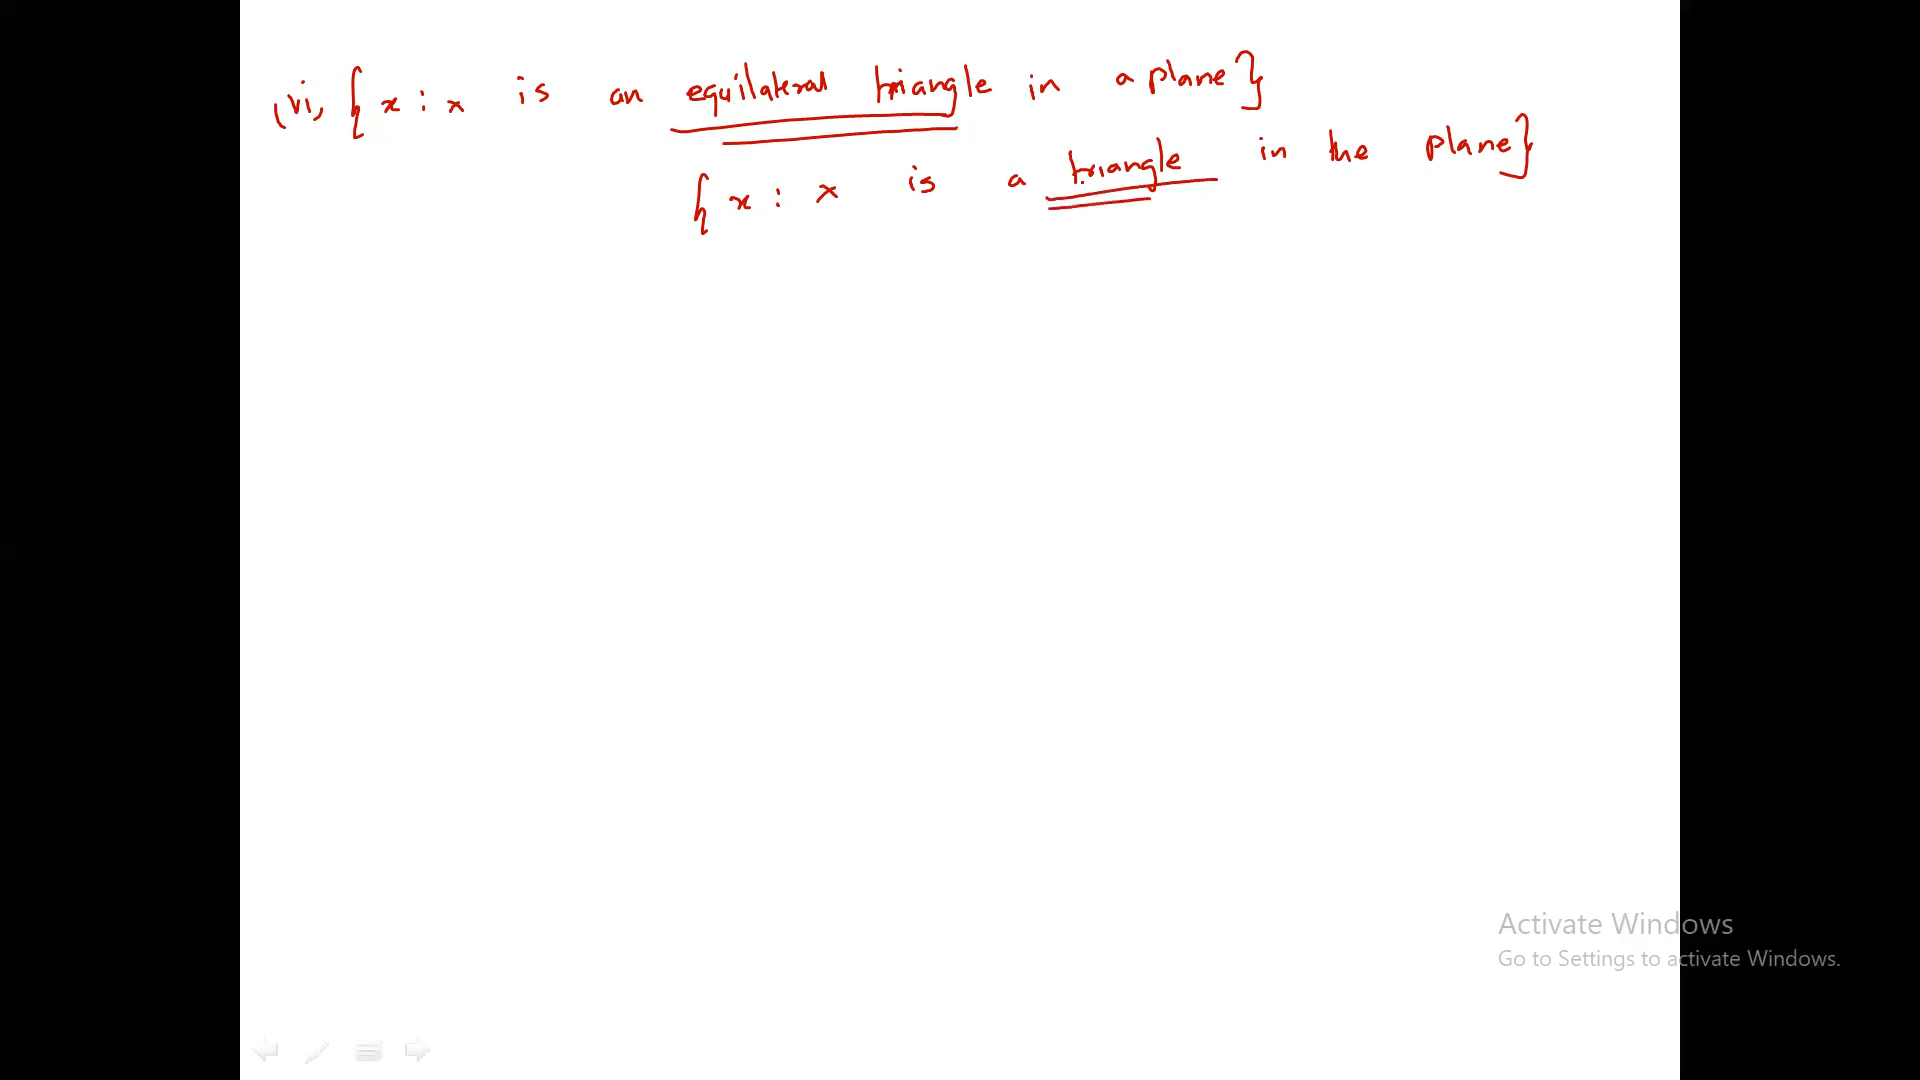 (vi) {x : x is an equilateral triangle in a plane}
{x : x is a triangle in the plane}
Activate Windows
Go to Settings to activate Windows.